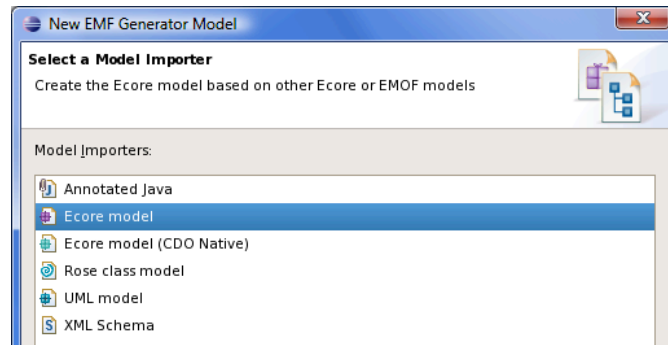 New EMF Generator Model
Select a Model Importer
Create the Ecore model based on other Ecore or EMOF models
Model Importers:
Annotated Java
Ecore model
Ecore model (CDO Native)
Rose class model
UML model
XML Schema